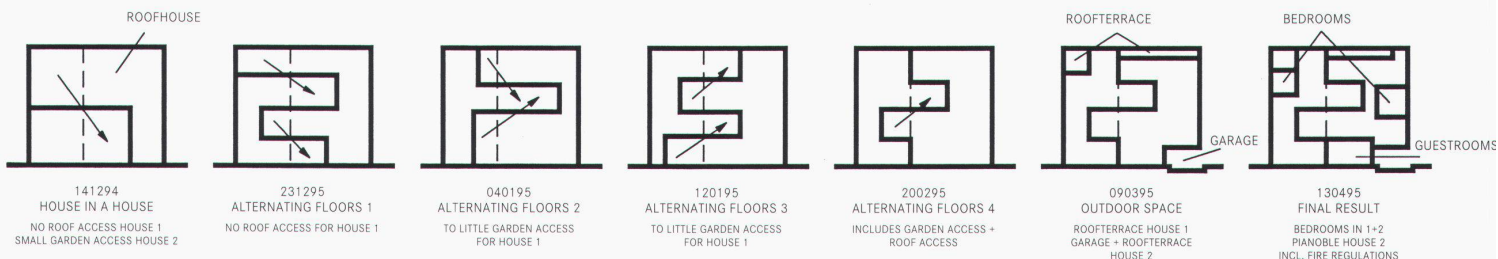 ROOFHOUSE
141294
HOUSE IN A HOUSE
NO ROOF ACCESS HOUSE 1
SMALL GARDEN ACCESS HOUSE 2
231295
ALTERNATING FLOORS 1
NO ROOF ACCESS FOR HOUSE 1
040195
ALTERNATING FLOORS 2
TO LITTLE GARDEN ACCESS
FOR HOUSE 1
120195
ALTERNATING FLOORS 3
TO LITTLE GARDEN ACCESS
FOR HOUSE 1
200295
ALTERNATING FLOORS 4
INCLUDES GARDEN ACCESS +
ROOF ACCESS
ROOFTERRACE
GARAGE
090395
OUTDOOR SPACE
ROOFTERRACE HOUSE 1
GARAGE + ROOFTERRACE
HOUSE 2
BEDROOMS
GUESTROOMS
130495
FINAL RESULT
BEDROOMS IN 1+2
PIANOBLE HOUSE 2
INCL. FIRE REGULATIONS